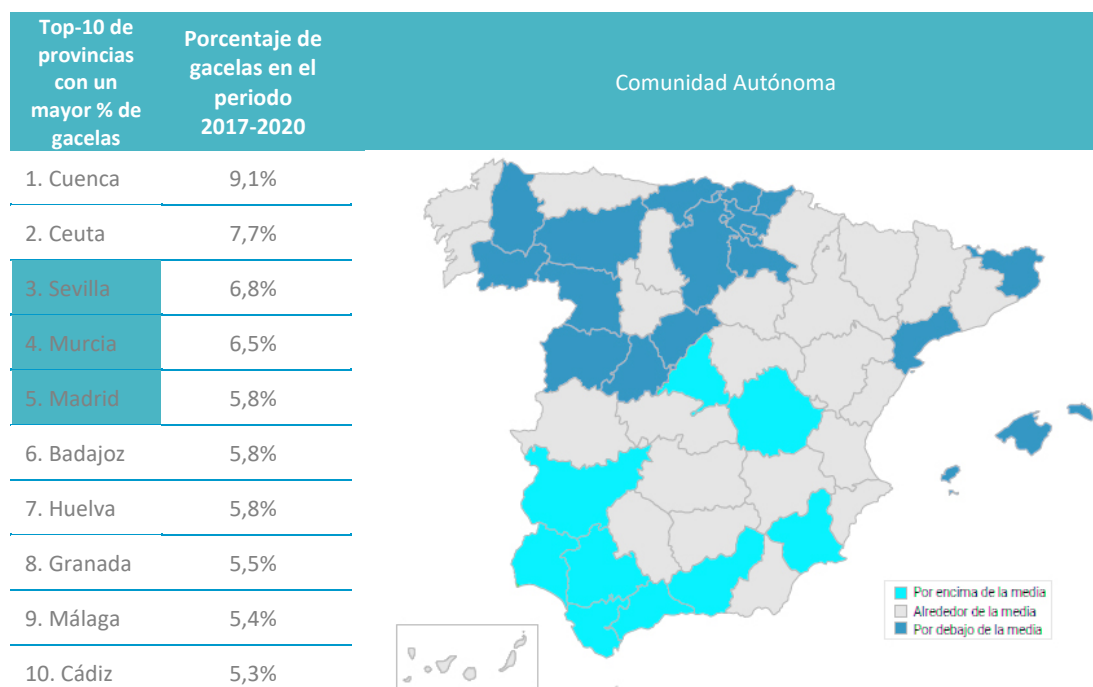 Top-10 de
provincias
con un
mayor % de
gacelas
Porcentaje de
gacelas en el
periodo
2017-2020
Comunidad Autónoma
1. Cuenca 9,1%
2. Ceuta 7,7%
3. Sevilla 6,8%
4. Murcia 6,5%
5. Madrid 5,8%
6. Badajoz 5,8%
7. Huelva 5,8%
8. Granada 5,5%
9. Málaga 5,4%
10. Cádiz 5,3%
Por encima de la media
Alrededor de la media
Por debajo de la media